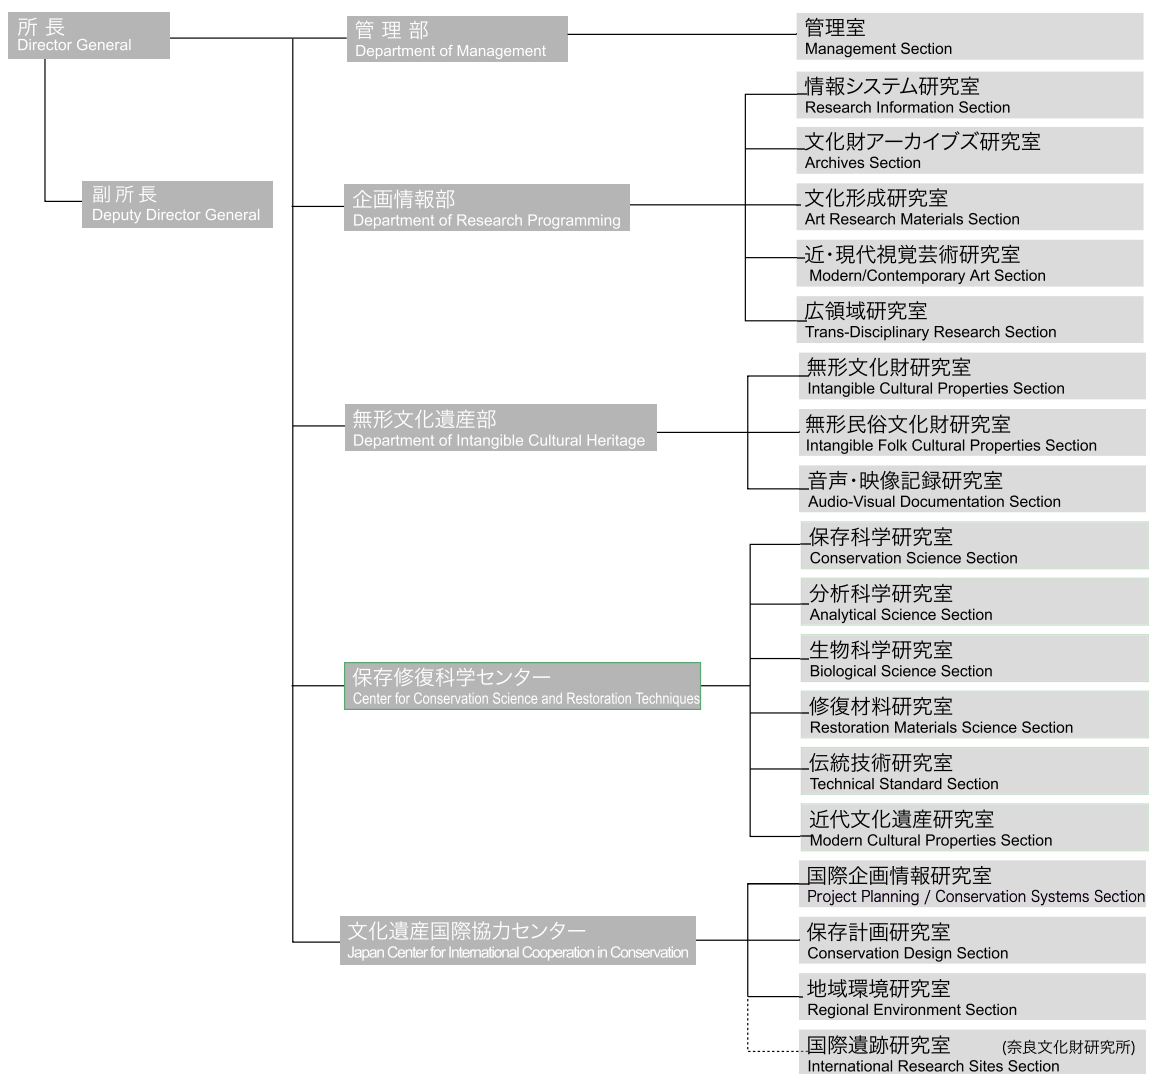 所 長
Director General
副 所 長
Deputy Director General
管 理 部
Department of Management
管理室
Management Section
企画情報部
Department of Research Programming
情報システム研究室
Research Information Section
文化財アーカイブズ研究室
Archives Section
文化形成研究室
Art Research Materials Section
近・現代視覚芸術研究室
Modern/Contemporary Art Section
広領域研究室
Trans-Disciplinary Research Section
無形文化遺産部
Department of Intangible Cultural Heritage
無形文化財研究室
Intangible Cultural Properties Section
無形民俗文化財研究室
Intangible Folk Cultural Properties Section
音声・映像記録研究室
Audio-Visual Documentation Section
保存修復科学センター
Center for Conservation Science and Restoration Techniques
保存科学研究室
Conservation Science Section
分析科学研究室
Analytical Science Section
生物科学研究室
Biological Science Section
修復材料研究室
Restoration Materials Science Section
伝統技術研究室
Technical Standard Section
近代文化遺産研究室
Modern Cultural Properties Section
文化遺産国際協力センター
Japan Center for International Cooperation in Conservation
国際企画情報研究室
Project Planning / Conservation Systems Section
保存計画研究室
Conservation Design Section
地域環境研究室
Regional Environment Section
国際遺跡研究室 (奈良文化財研究所)
International Research Sites Section